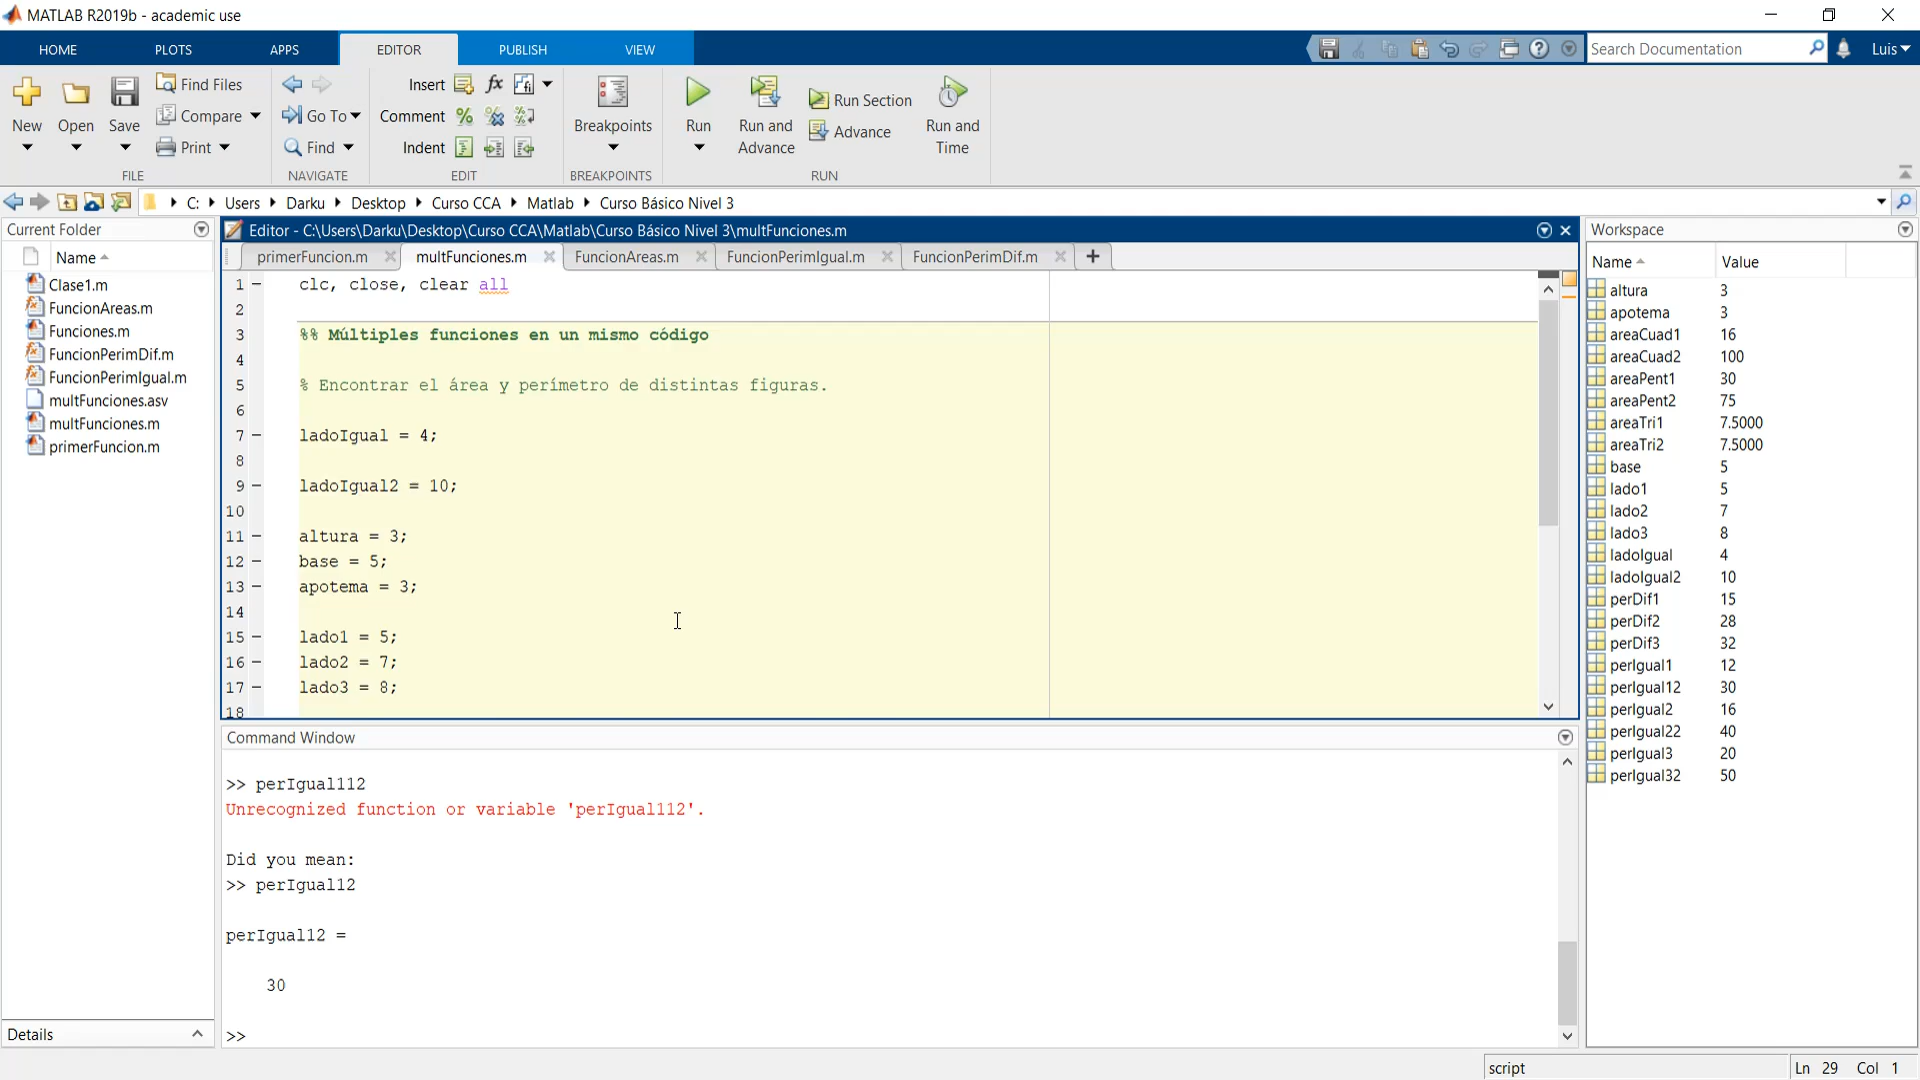 MATLAB R2019b - academic use
HOME PLOTS APPS EDITOR PUBLISH VIEW
Search Documentation
Luis
New
Open
Save
Find Files
Compare
Print
FILE
Go To
Find
NAVIGATE
Insert
Comment
Indent
EDIT
Breakpoints
BREAKPOINTS
Run
Run and Advance
Run Section
Advance
Run and Time
RUN
C: Users Darku Desktop Curso CCA Matlab Curso Básico Nivel 3
Current Folder
Name
Clase1.m
FuncionAreas.m
Funciones.m
FuncionPerimDif.m
FuncionPerimIgual.m
multFunciones.asv
multFunciones.m
primerFuncion.m
Details
Editor - C:\Users\Darku\Desktop\Curso CCA\Matlab\Curso Básico Nivel 3\multFunciones.m
primerFuncion.m multFunciones.m FuncionAreas.m FuncionPerimIgual.m FuncionPerimDif.m
1 clc, close, clear all
2
3 %% Múltiples funciones en un mismo código
4
5 % Encontrar el área y perímetro de distintas figuras.
6
7 ladoIgual = 4;
8
9 ladoIgual2 = 10;
10
11 altura = 3;
12 base = 5;
13 apotema = 3;
14
15 lado1 = 5;
16 lado2 = 7;
17 lado3 = 8;
18
Command Window
>> perIgual112
Unrecognized function or variable 'perIgual112'.
Did you mean:
>> perIgual12
perIgual12 =
30
>>
Workspace
Name Value
altura 3
apotema 3
areaCuad1 16
areaCuad2 100
areaPent1 30
areaPent2 75
areaTri1 7.5000
areaTri2 7.5000
base 5
lado1 5
lado2 7
lado3 8
ladoIgual 4
ladoIgual2 10
perDif1 15
perDif2 28
perDif3 32
perIgual1 12
perIgual12 30
perIgual2 16
perIgual22 40
perIgual3 20
perIgual32 50
script
Ln 29 Col 1